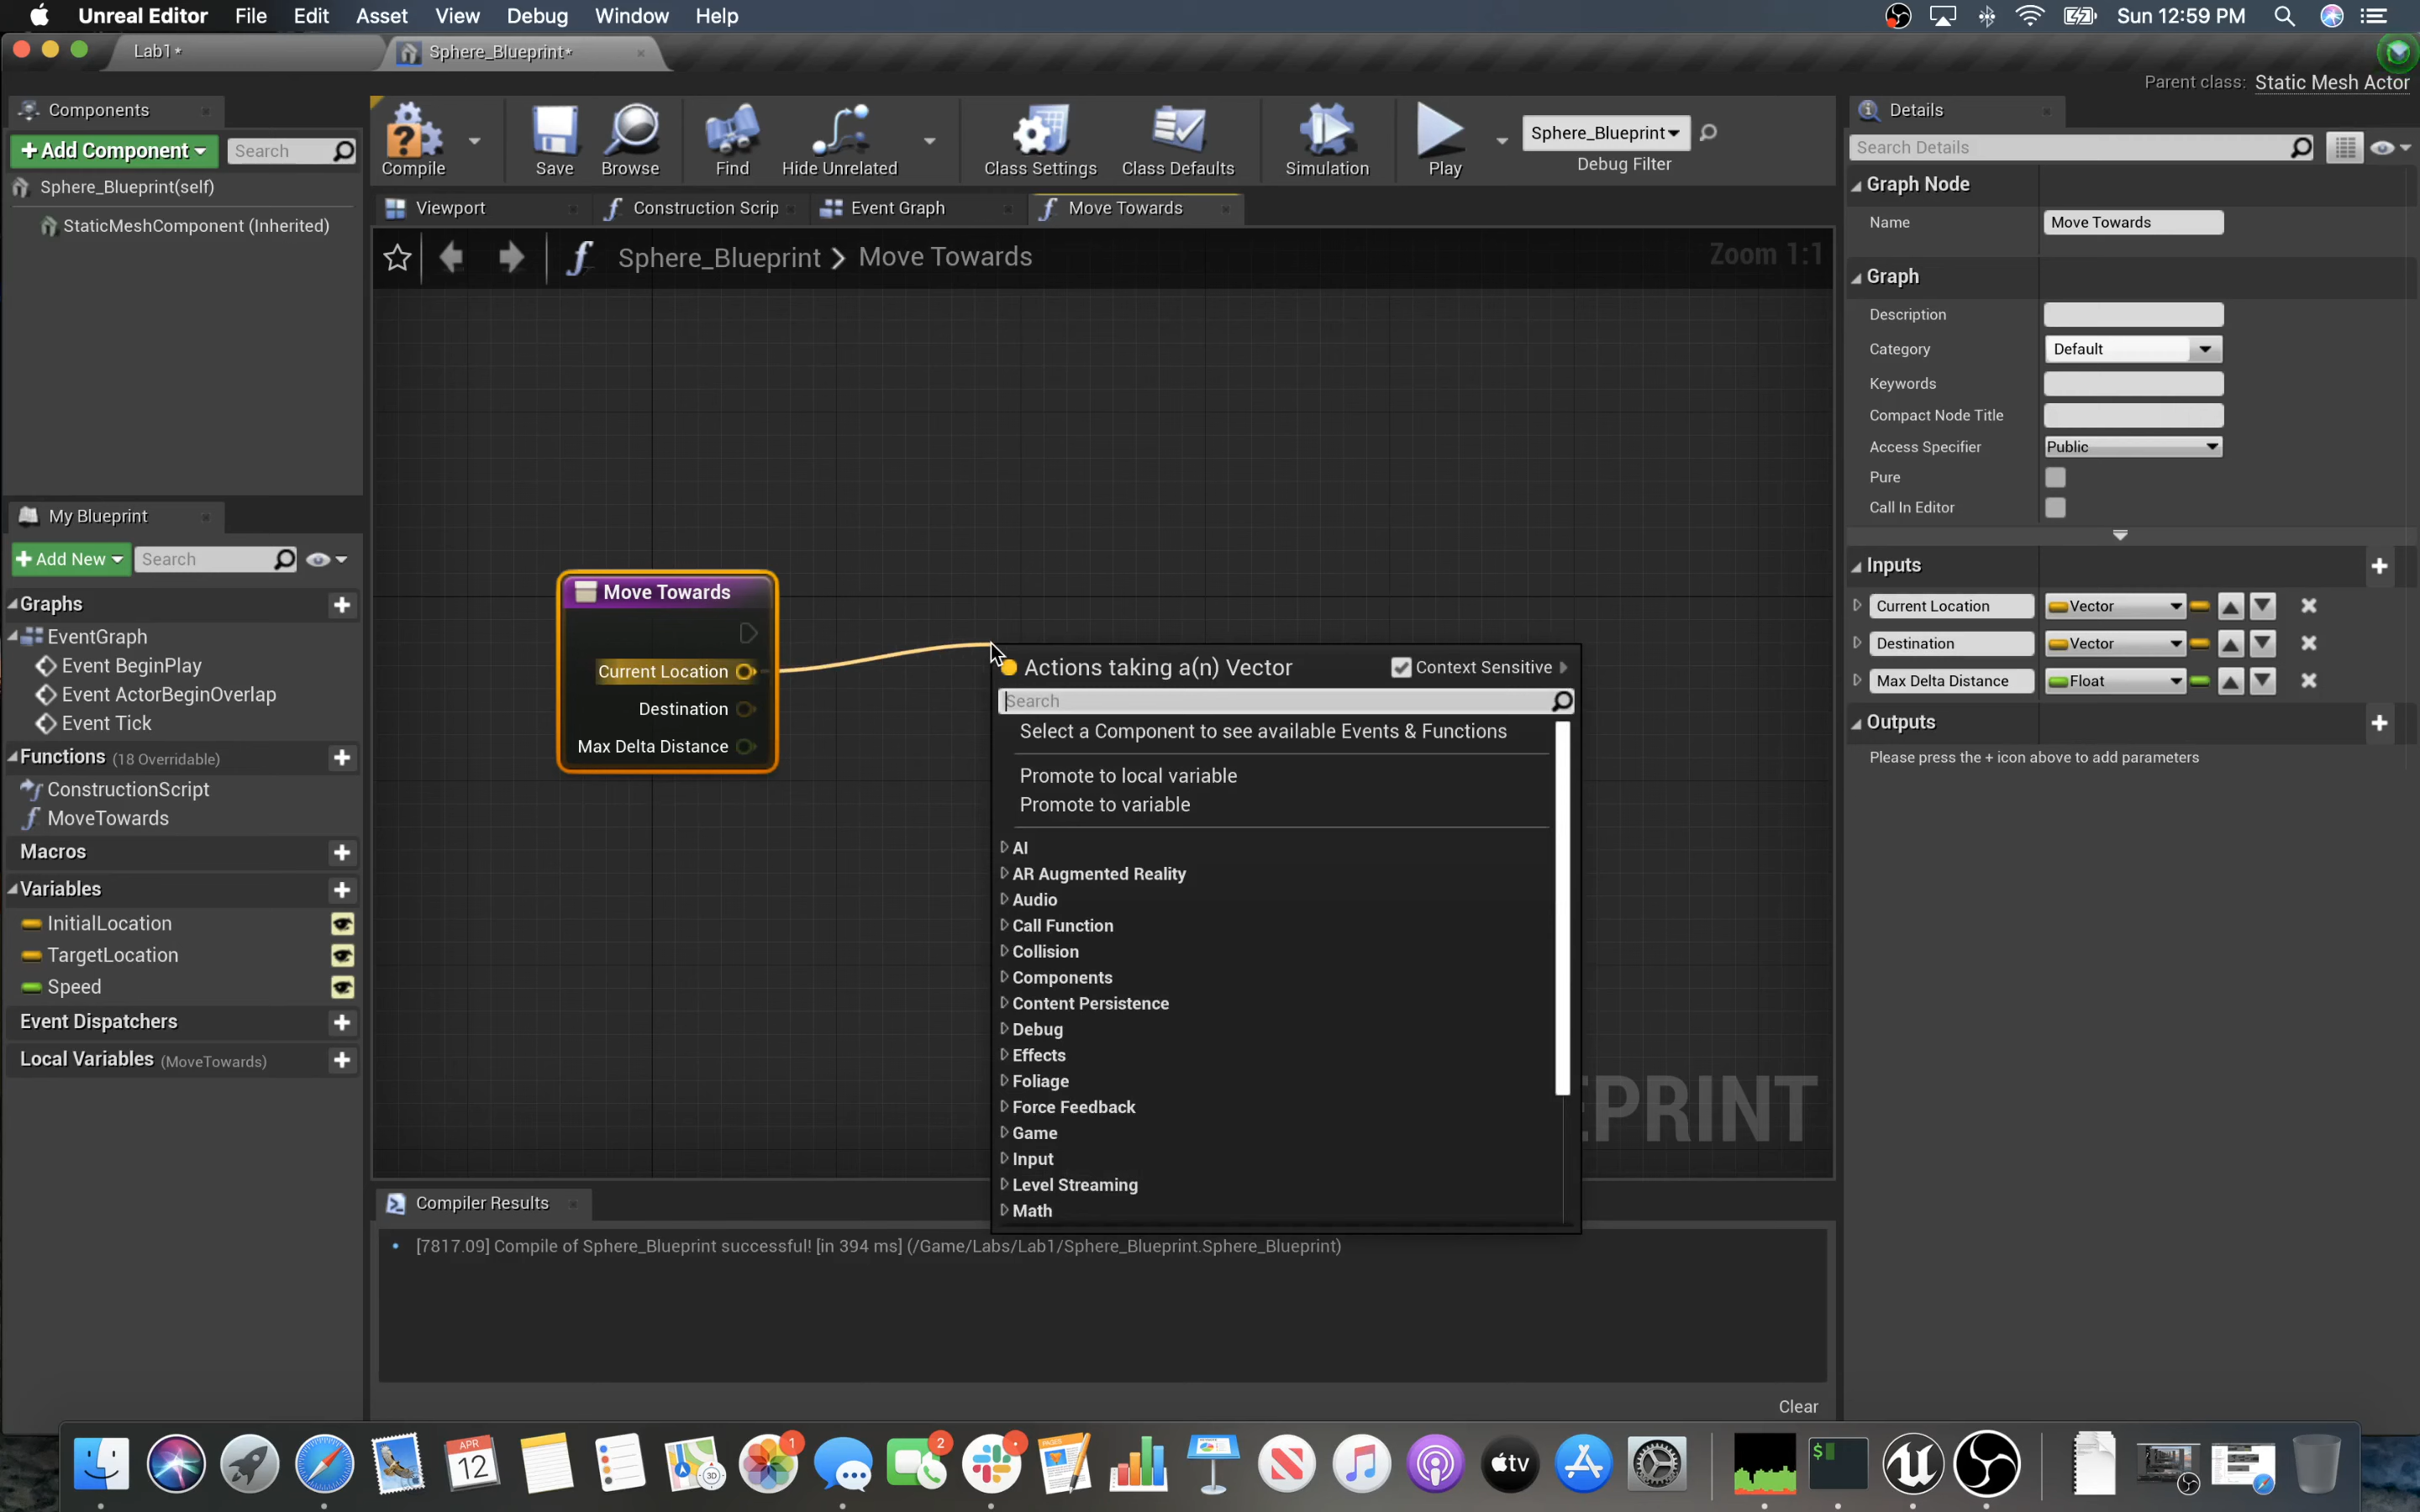 Unreal Editor File Edit Asset View Debug Window Help Sun 12:59 PM
Lab1* Sphere_Blueprint*
Parent class: Static Mesh Actor
Components
+ Add Component Search
Sphere_Blueprint(self)
StaticMeshComponent (Inherited)
Compile Save Browse Find Hide Unrelated Class Settings Class Defaults Simulation Play
Sphere_Blueprint
Debug Filter
Viewport Construction Scrip Event Graph Move Towards
Sphere_Blueprint > Move Towards
Zoom 1:1
Move Towards
Current Location
Destination
Max Delta Distance
Actions taking a(n) Vector Context Sensitive
Search
Select a Component to see available Events & Functions
Promote to local variable
Promote to variable
AI
AR Augmented Reality
Audio
Call Function
Collision
Components
Content Persistence
Debug
Effects
Foliage
Force Feedback
Game
Input
Level Streaming
Math
EPRINT
My Blueprint
+ Add New Search
Graphs
EventGraph
Event BeginPlay
Event ActorBeginOverlap
Event Tick
Functions (18 Overridable)
ConstructionScript
MoveTowards
Macros
Variables
InitialLocation
TargetLocation
Speed
Event Dispatchers
Local Variables (MoveTowards)
Compiler Results
[7817.09] Compile of Sphere_Blueprint successful! [in 394 ms] (/Game/Labs/Lab1/Sphere_Blueprint.Sphere_Blueprint)
Clear
Details
Search Details
Graph Node
Name Move Towards
Graph
Description
Category Default
Keywords
Compact Node Title
Access Specifier Public
Pure
Call In Editor
Inputs
Current Location Vector
Destination Vector
Max Delta Distance Float
Outputs
Please press the + icon above to add parameters
APR
12
3D
1
2
PAGES
tv
$